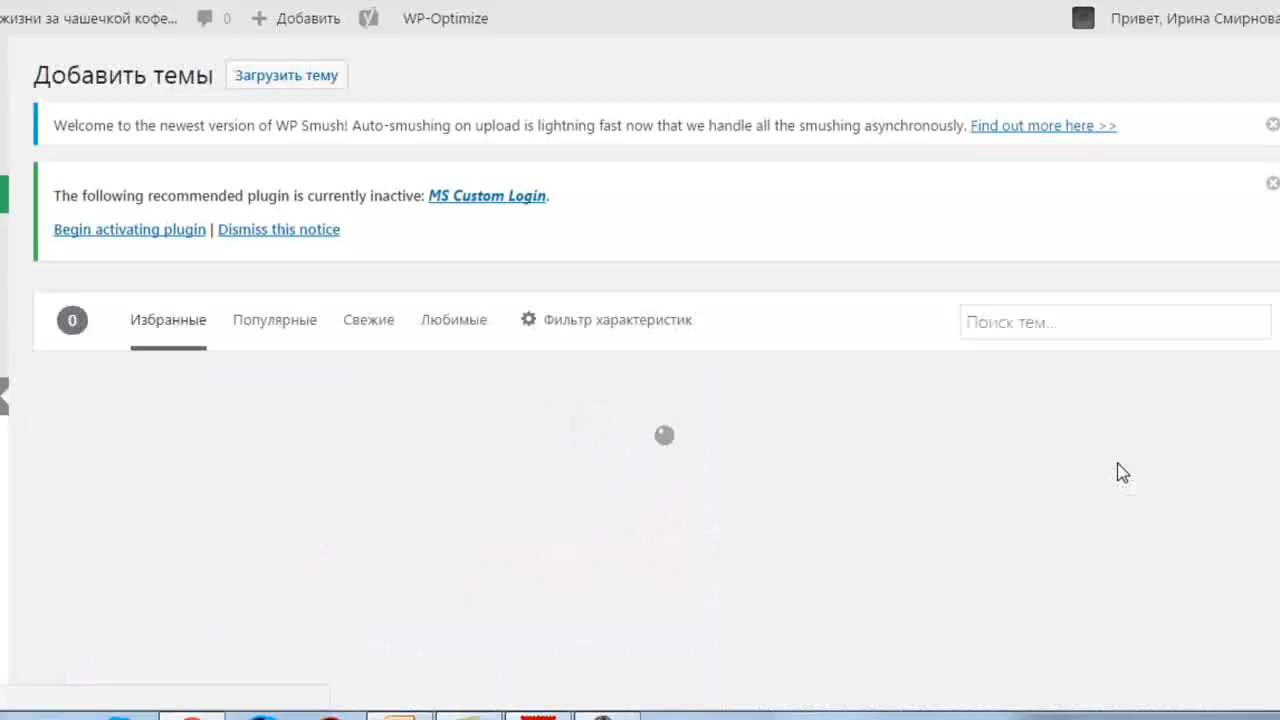 жизни за чашечкой кофе... 0 Добавить WP-Optimize Привет, Ирина Смирнова
Добавить темы Загрузить тему
Welcome to the newest version of WP Smush! Auto-smushing on upload is lightning fast now that we handle all the smushing asynchronously. Find out more here >>
The following recommended plugin is currently inactive: MS Custom Login.
Begin activating plugin | Dismiss this notice
0 Избранные Популярные Свежие Любимые Фильтр характеристик Поиск тем...